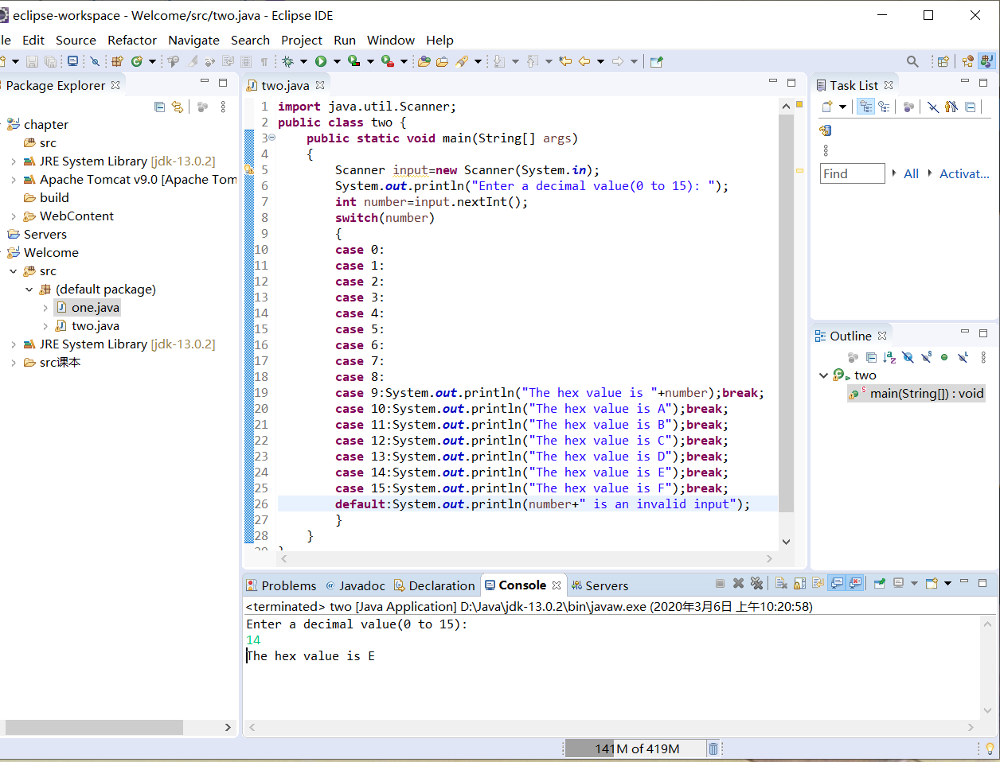 eclipse-workspace - Welcome/src/two.java - Eclipse IDE
le Edit Source Refactor Navigate Search Project Run Window Help
Package Explorer
chapter
src
JRE System Library [jdk-13.0.2]
Apache Tomcat v9.0 [Apache Tom
build
WebContent
Servers
Welcome
src
(default package)
one.java
two.java
JRE System Library [jdk-13.0.2]
src课本
two.java
1 import java.util.Scanner;
2 public class two {
3 public static void main(String[] args)
4 {
5 Scanner input=new Scanner(System.in);
6 System.out.println("Enter a decimal value(0 to 15): ");
7 int number=input.nextInt();
8 switch(number)
9 {
10 case 0:
11 case 1:
12 case 2:
13 case 3:
14 case 4:
15 case 5:
16 case 6:
17 case 7:
18 case 8:
19 case 9:System.out.println("The hex value is "+number);break;
20 case 10:System.out.println("The hex value is A");break;
21 case 11:System.out.println("The hex value is B");break;
22 case 12:System.out.println("The hex value is C");break;
23 case 13:System.out.println("The hex value is D");break;
24 case 14:System.out.println("The hex value is E");break;
25 case 15:System.out.println("The hex value is F");break;
26 default:System.out.println(number+" is an invalid input");
27 }
28 }
Task List
Find All Activat...
Outline
two
main(String[]) : void
Problems @ Javadoc Declaration Console Servers
<terminated> two [Java Application] D:\Java\jdk-13.0.2\bin\javaw.exe (2020年3月6日 上午10:20:58)
Enter a decimal value(0 to 15):
14
The hex value is E
141M of 419M